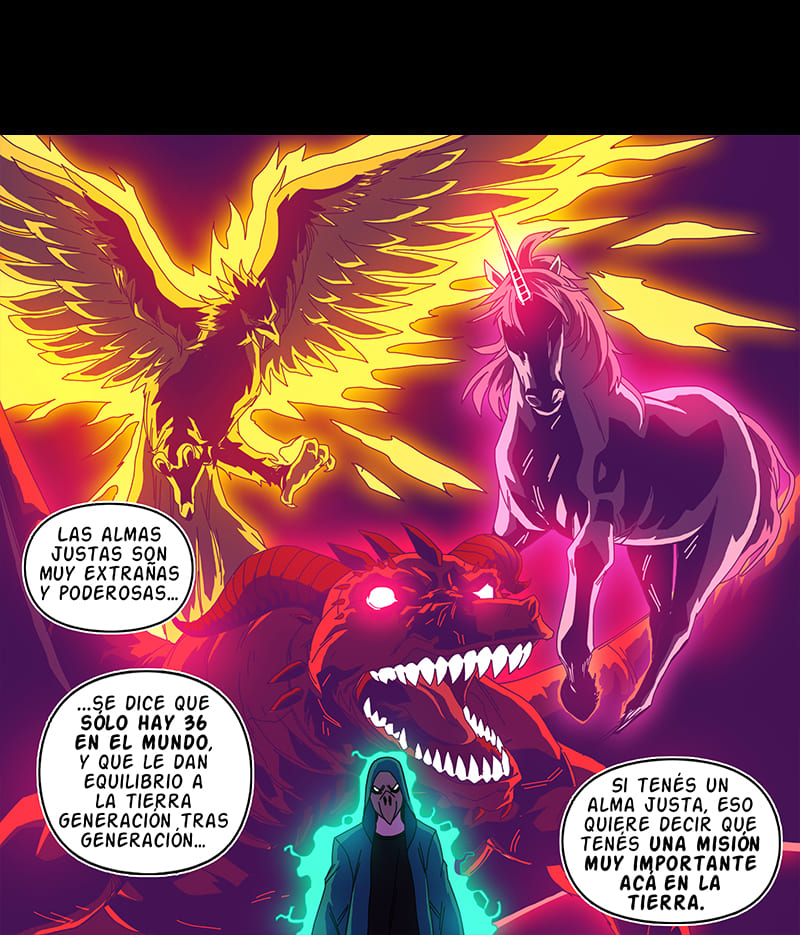 LAS ALMAS
JUSTAS SON
MUY EXTRAÑAS
Y PODEROSAS...
...SE DICE QUE
SÓLO HAY 36
EN EL MUNDO,
Y QUE LE DAN
EQUILIBRIO A
LA TIERRA
GENERACIÓN TRAS
GENERACIÓN...
SI TENÉS UN
ALMA JUSTA, ESO
QUIERE DECIR QUE
TENÉS UNA MISIÓN
MUY IMPORTANTE
ACÁ EN LA
TIERRA.